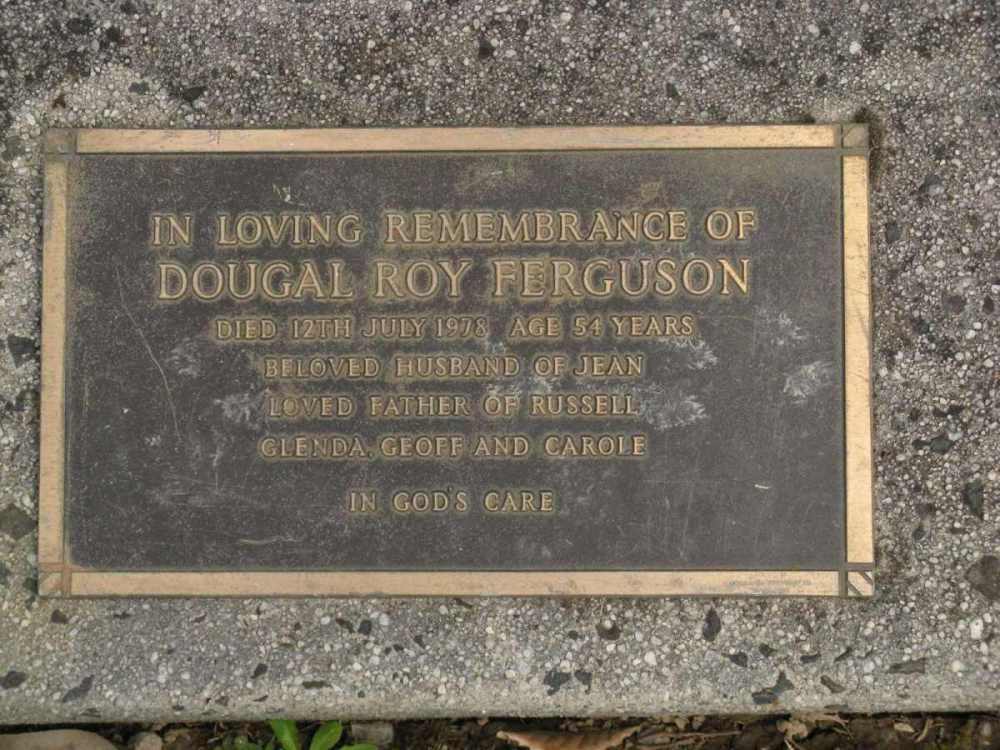 IN LOVING REMEMBRANCE OF
DOUGAL ROY FERGUSON
DIED 12TH JULY 1978 AGE 54 YEARS
BELOVED HUSBAND OF JEAN
LOVED FATHER OF RUSSELL
GLENDA, GEOFF AND CAROLE
IN GOD'S CARE